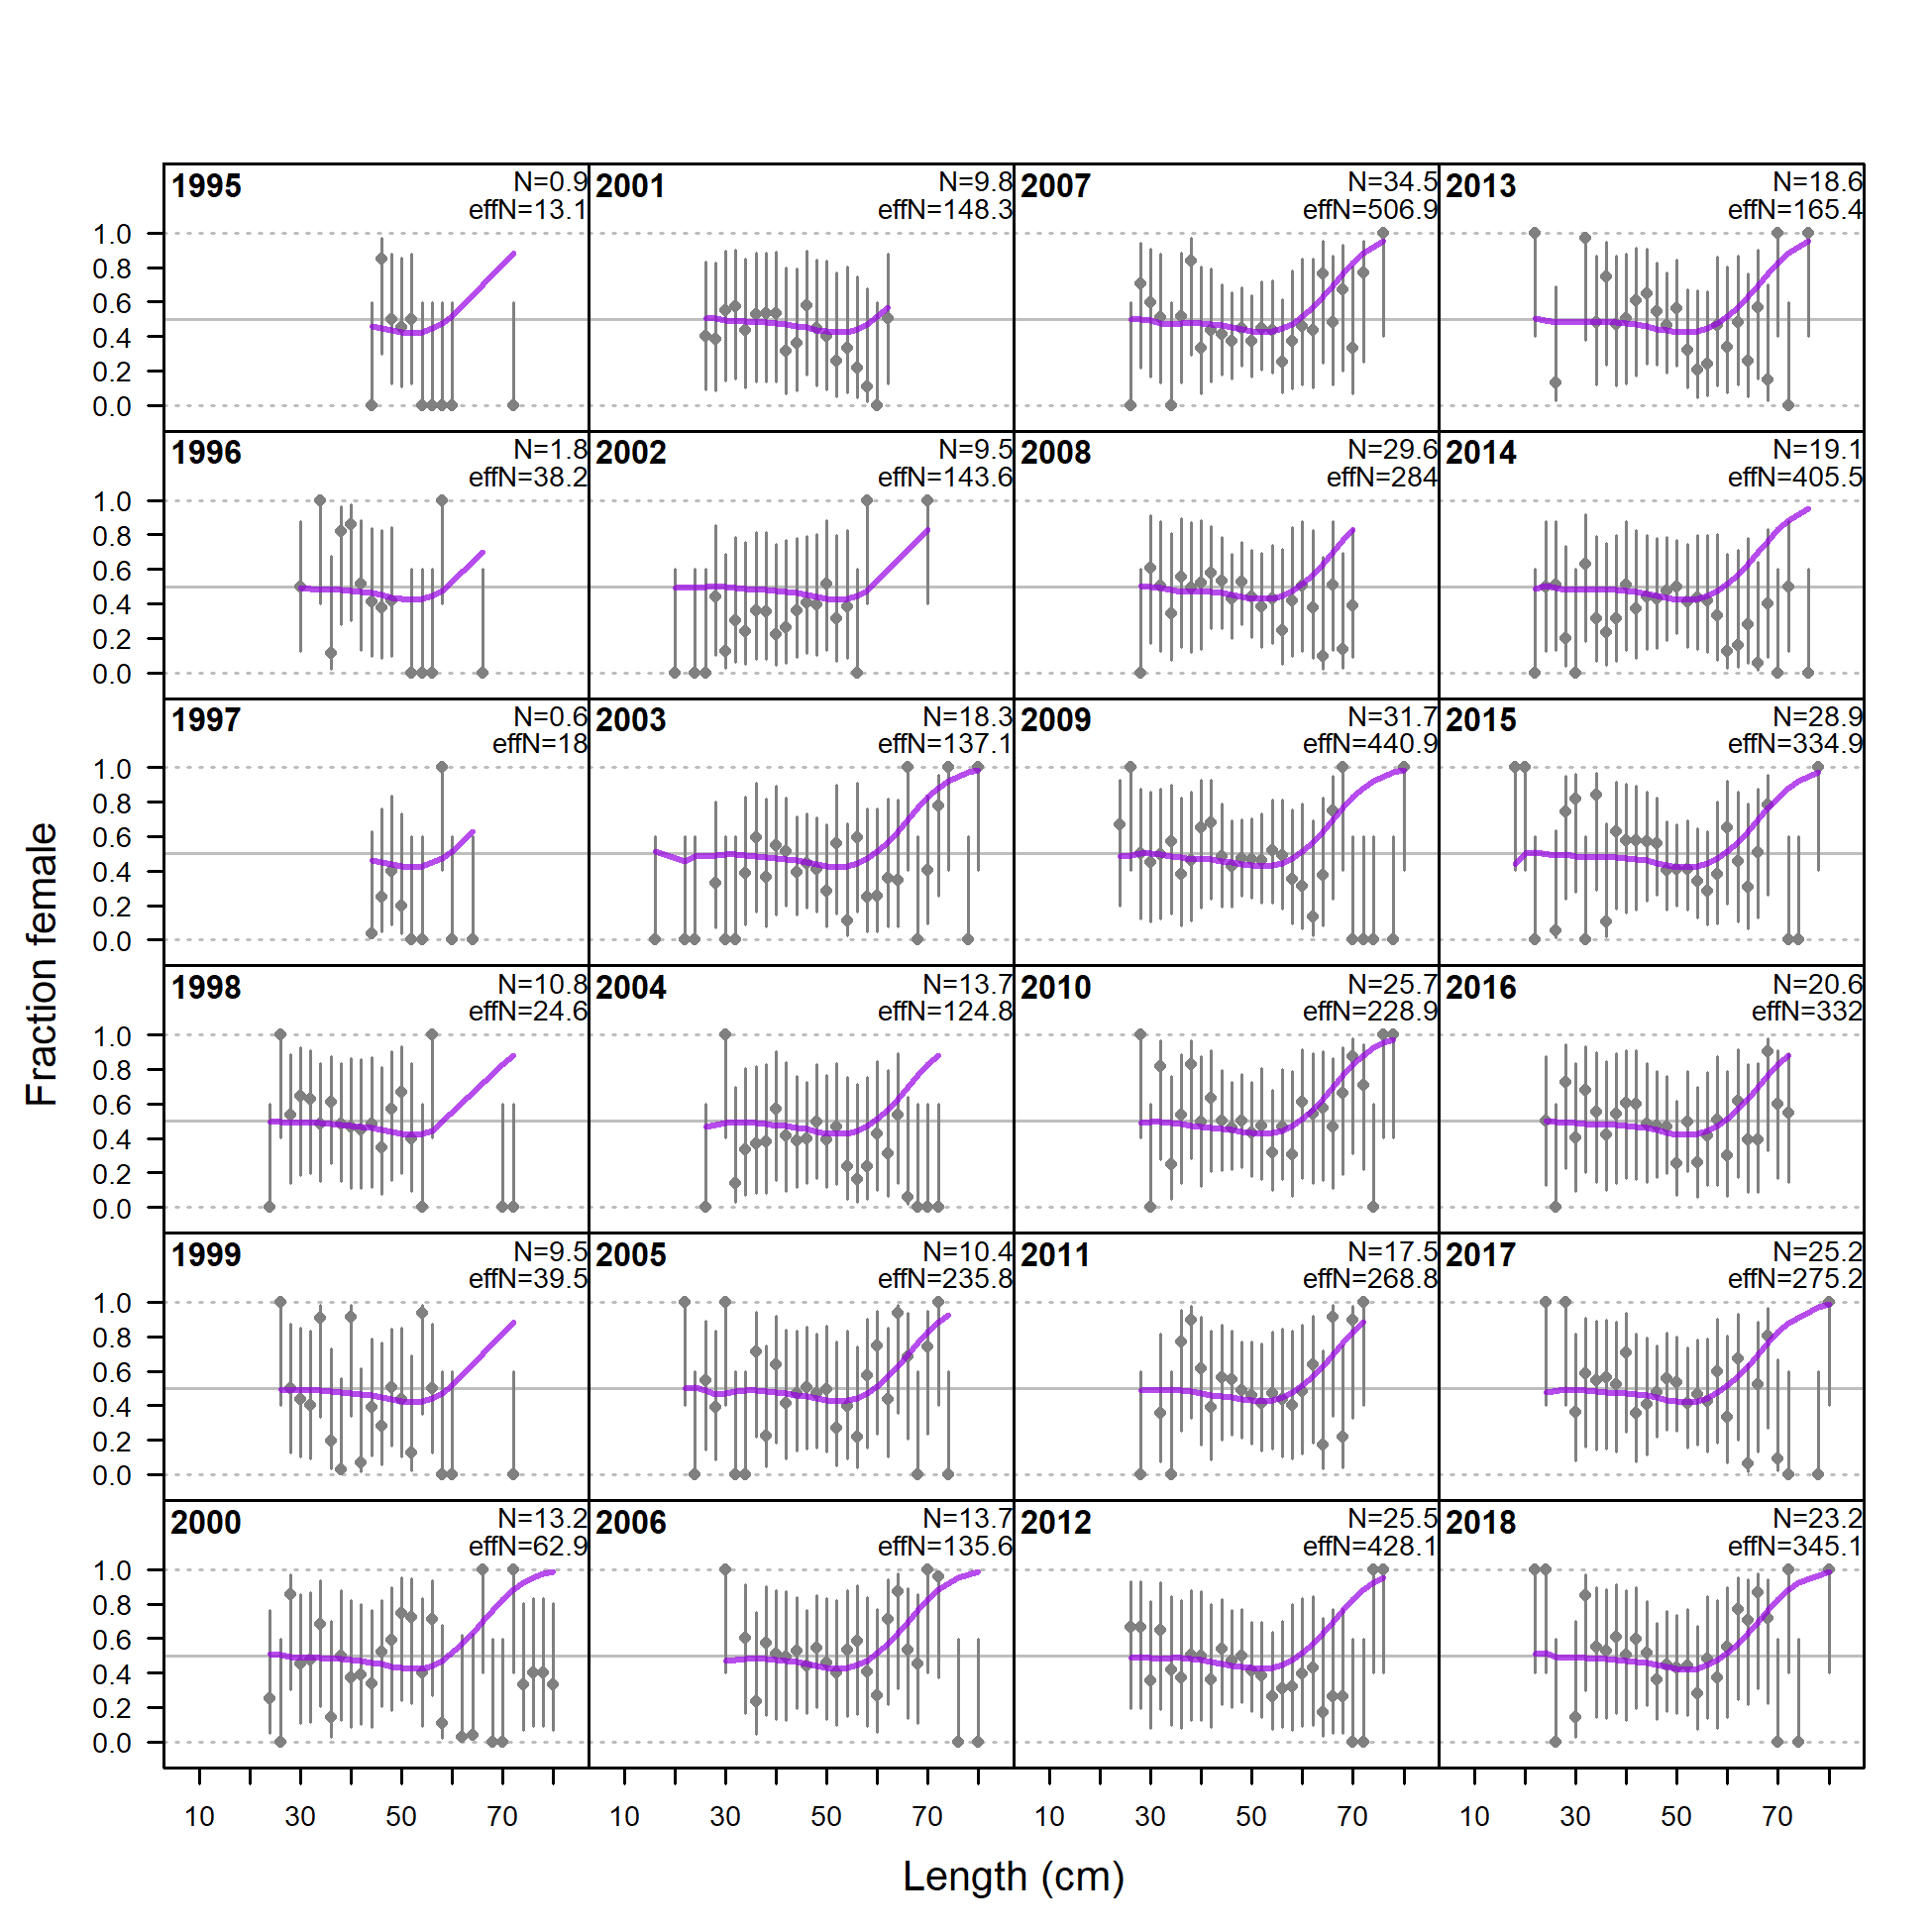 1995 N=0.9 2001 N=9.8 2007 N=34.5 2013 N=18.6
effN=13.1 effN=148.3 effN=506.9 effN=165.4
1.0
0.8
0.6
0.4
0.2
0.0
1996 N=1.8 2002 N=9.5 2008 N=29.6 2014 N=19.1
effN=38.2 effN=143.6 effN=284 effN=405.5
1.0
0.8
0.6
0.4
0.2
0.0
1997 N=0.6 2003 N=18.3 2009 N=31.7 2015 N=28.9
effN=18 effN=137.1 effN=440.9 effN=334.9
1.0
0.8
0.6
0.4
0.2
0.0
Fraction female
1998 N=10.8 2004 N=13.7 2010 N=25.7 2016 N=20.6
effN=24.6 effN=124.8 effN=228.9 effN=332
1.0
0.8
0.6
0.4
0.2
0.0
1999 N=9.5 2005 N=10.4 2011 N=17.5 2017 N=25.2
effN=39.5 effN=235.8 effN=268.8 effN=275.2
1.0
0.8
0.6
0.4
0.2
0.0
2000 N=13.2 2006 N=13.7 2012 N=25.5 2018 N=23.2
effN=62.9 effN=135.6 effN=428.1 effN=345.1
1.0
0.8
0.6
0.4
0.2
0.0
10 30 50 70 10 30 50 70 10 30 50 70 10 30 50 70
Length (cm)